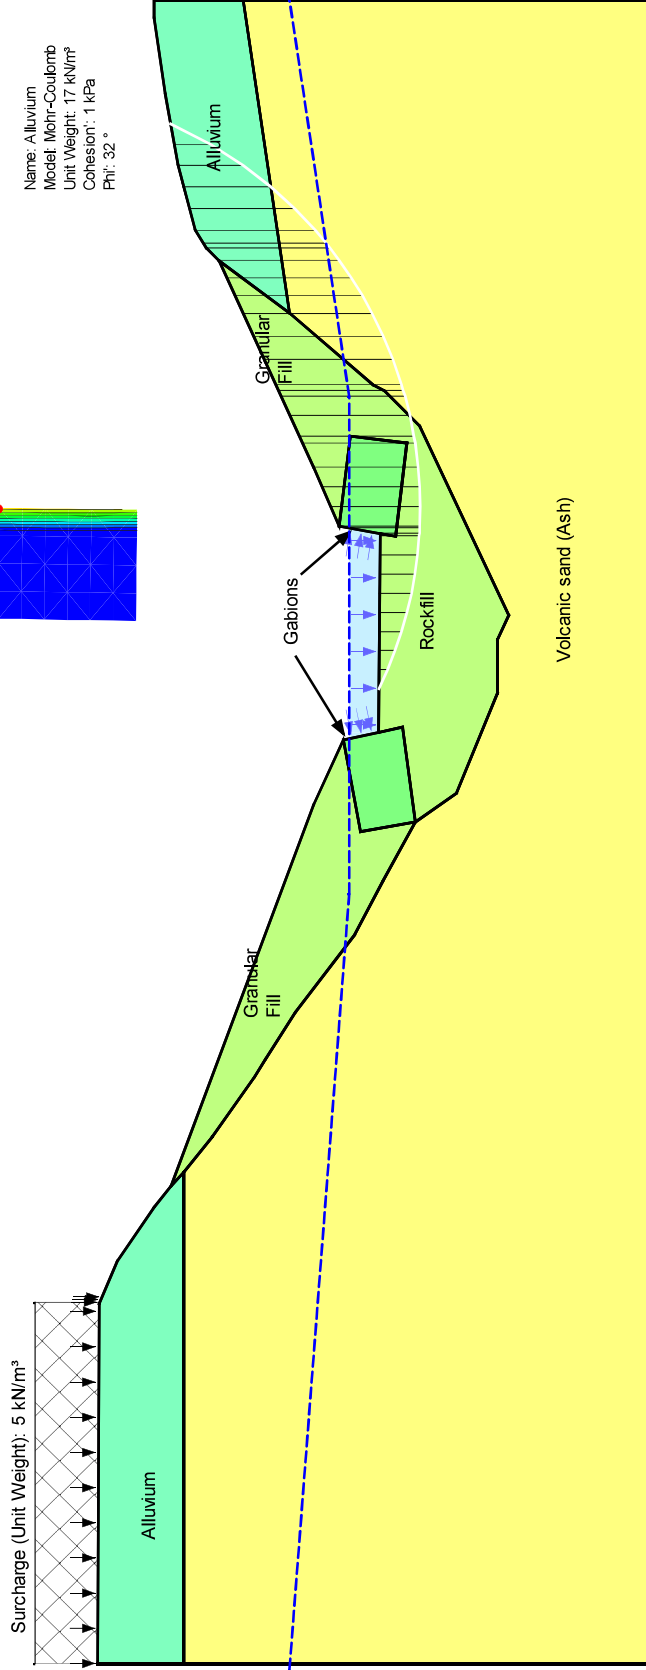 Surcharge (Unit Weight): 5 kN/m³
Name: Alluvium
Model: Mohr-Coulomb
Unit Weight: 17 kN/m³
Cohesion': 1 kPa
Phi': 32 °
Alluvium
Granular
Fill
Gabions
Granular
Fill
Alluvium
Rockfill
Volcanic sand (Ash)